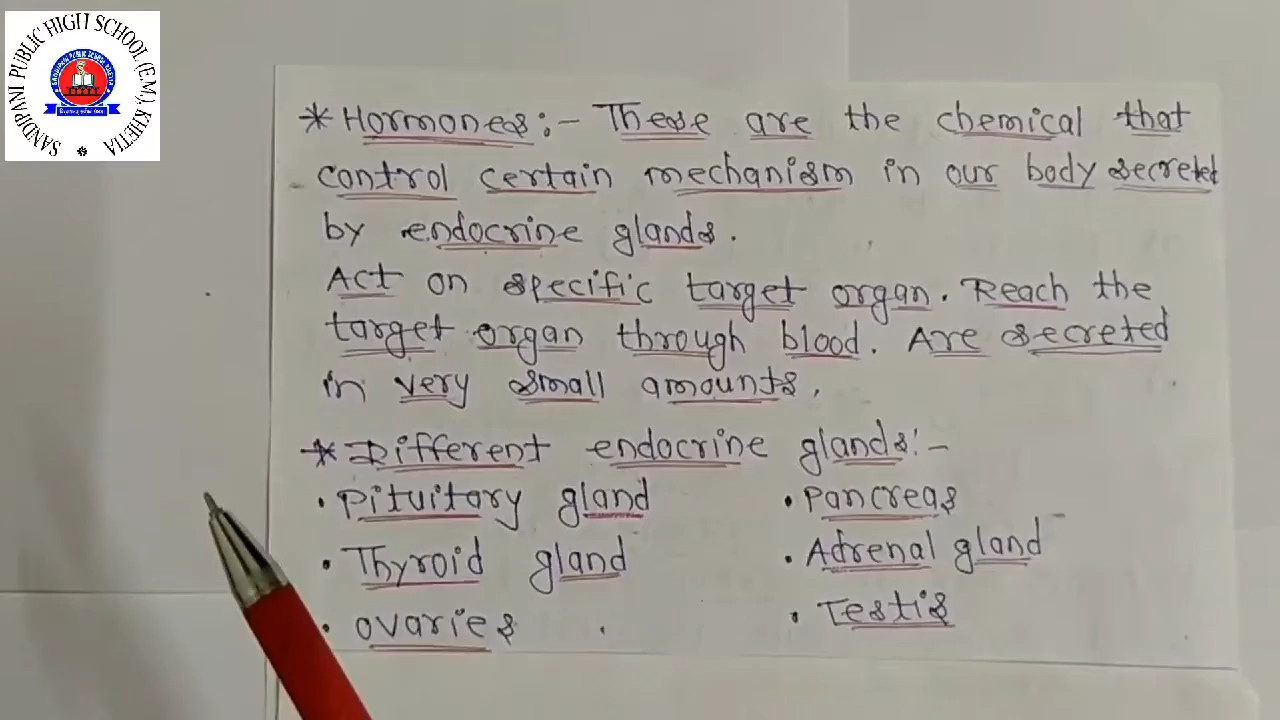 SANDIPANI PUBLIC HIGH SCHOOL (E.M.), KHETIA
* Hormones:- These are the chemical that
control certain mechanism in our body secreted
by endocrine glands.
Act on specific target organ. Reach the
target organ through blood. Are secreted
in very small amounts.
* Different endocrine glands:-
• Pituitary gland • Pancreas
• Thyroid gland • Adrenal gland
• ovaries • Testis